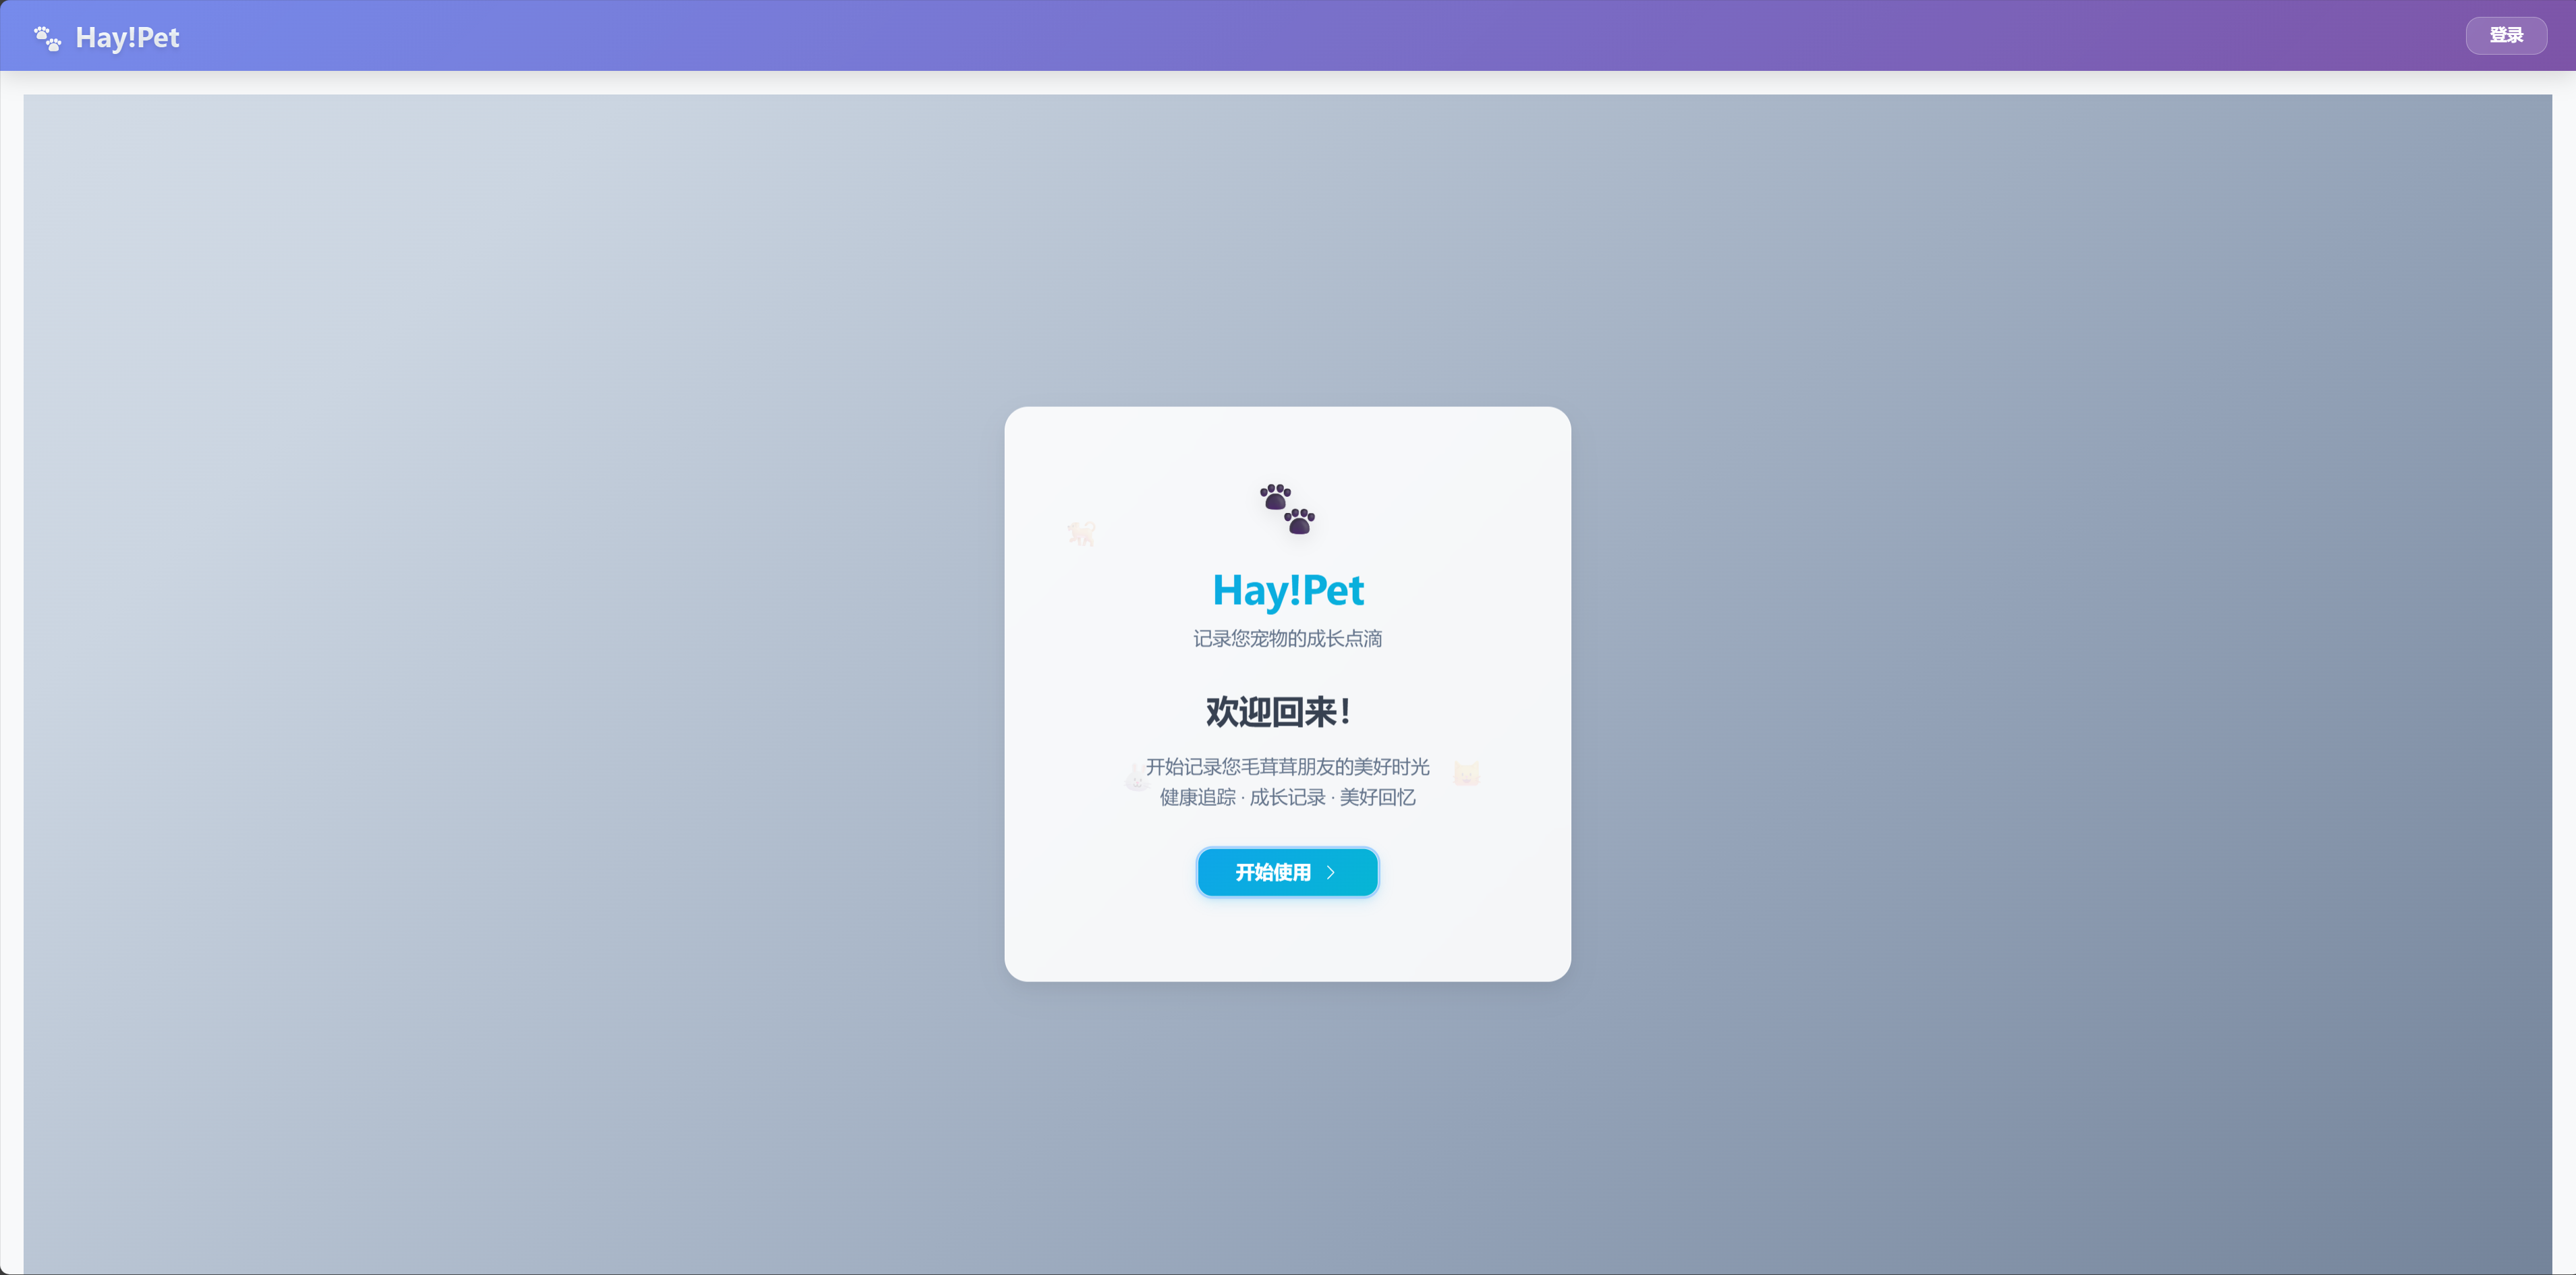 Hay!Pet
登录
Hay!Pet
记录您宠物的成长点滴
欢迎回来！
开始记录您毛茸茸朋友的美好时光
健康追踪 · 成长记录 · 美好回忆
开始使用